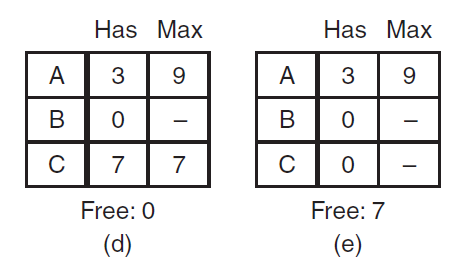 Has Max Has Max
A 3 9 A 3 9
B 0 – B 0 –
C 7 7 C 0 –
Free: 0 Free: 7
(d) (e)